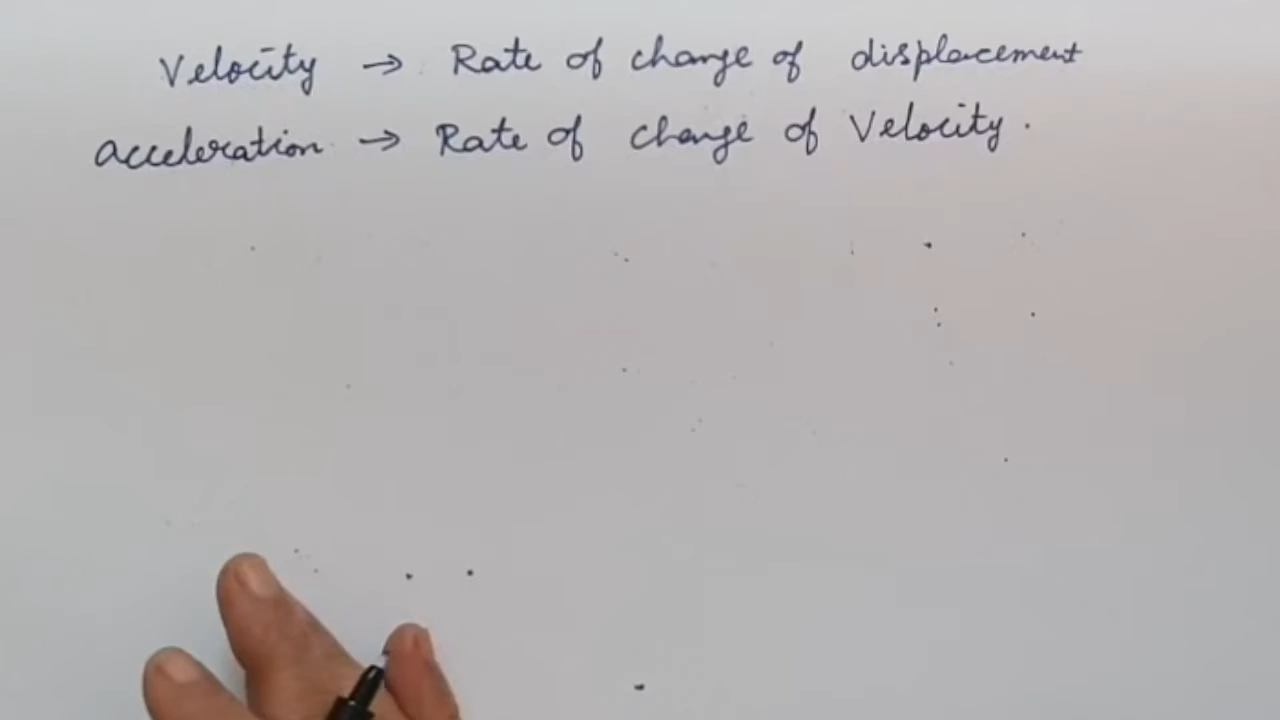 Velocity → Rate of change of displacement
acceleration → Rate of change of Velocity.